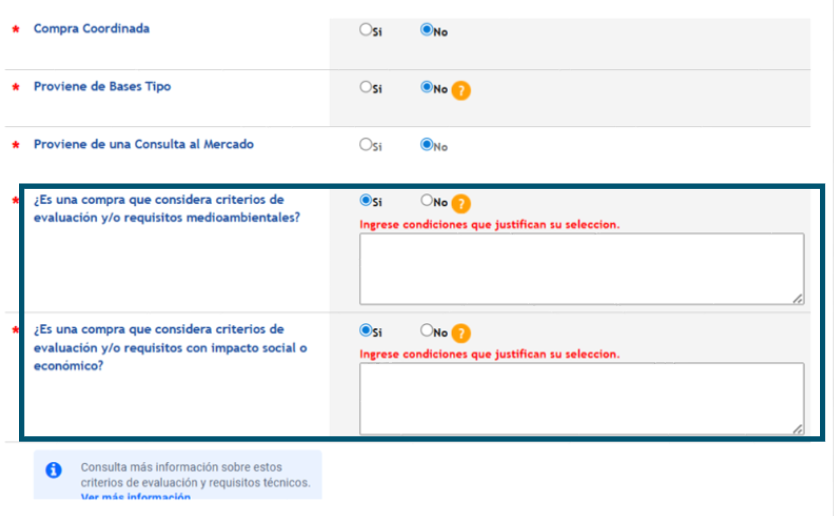 * Compra Coordinada Si No
* Proviene de Bases Tipo Si No ?
* Proviene de una Consulta al Mercado Si No
* ¿Es una compra que considera criterios de
evaluación y/o requisitos medioambientales?
Si No ?
Ingrese condiciones que justifican su seleccion.
* ¿Es una compra que considera criterios de
evaluación y/o requisitos con impacto social o
económico?
Si No ?
Ingrese condiciones que justifican su seleccion.
Consulta más información sobre estos
criterios de evaluación y requisitos técnicos.
Ver más información